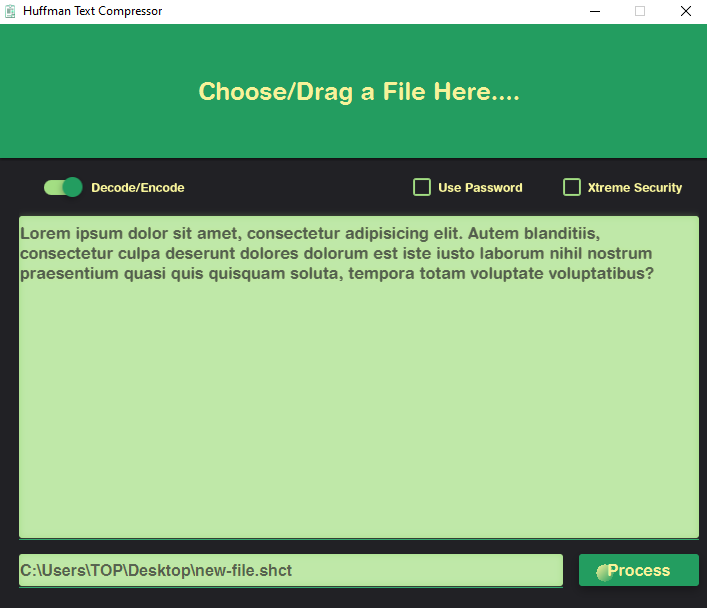 Huffman Text Compressor
Choose/Drag a File Here....
Decode/Encode
Use Password
Xtreme Security
Lorem ipsum dolor sit amet, consectetur adipisicing elit. Autem blanditiis,
consectetur culpa deserunt dolores dolorum est iste iusto laborum nihil nostrum
praesentium quasi quis quisquam soluta, tempora totam voluptate voluptatibus?
C:\Users\TOP\Desktop\new-file.shct
Process